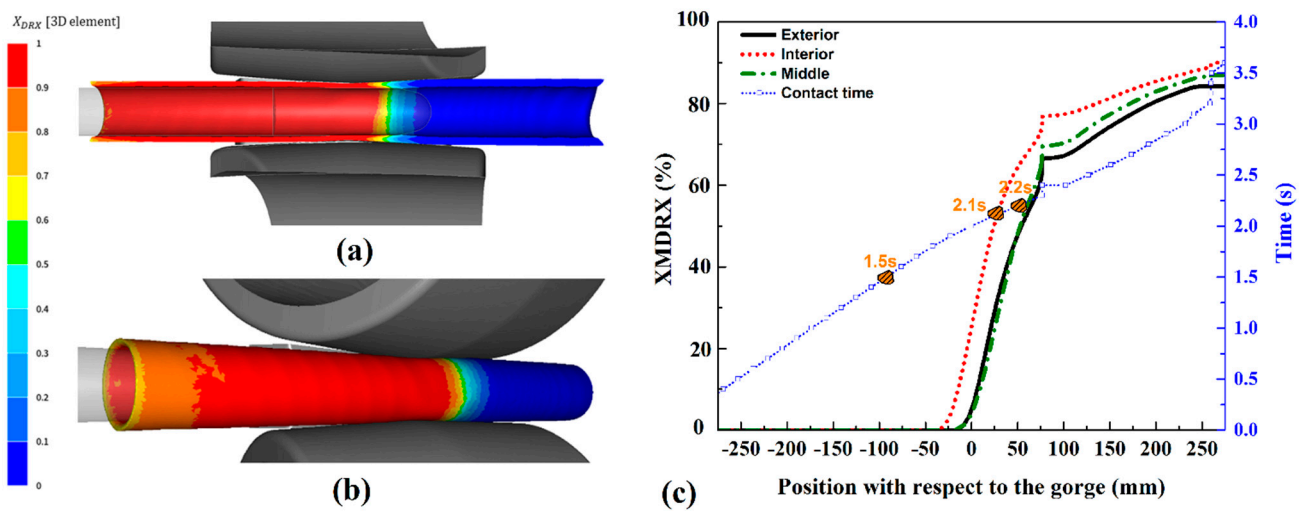 X_DRX [3D element]
1
0.9
0.8
0.7
0.6
0.5
0.4
0.3
0.2
0.1
0
(a)
(b)
100
80
60
40
20
0
XMDRX (%)
Exterior
Interior
Middle
Contact time
1.5s
2.1s
2.2s
4.0
3.5
3.0
2.5
2.0
1.5
1.0
0.5
0.0
Time (s)
-250 -200 -150 -100 -50 0 50 100 150 200 250
Position with respect to the gorge (mm)
(c)